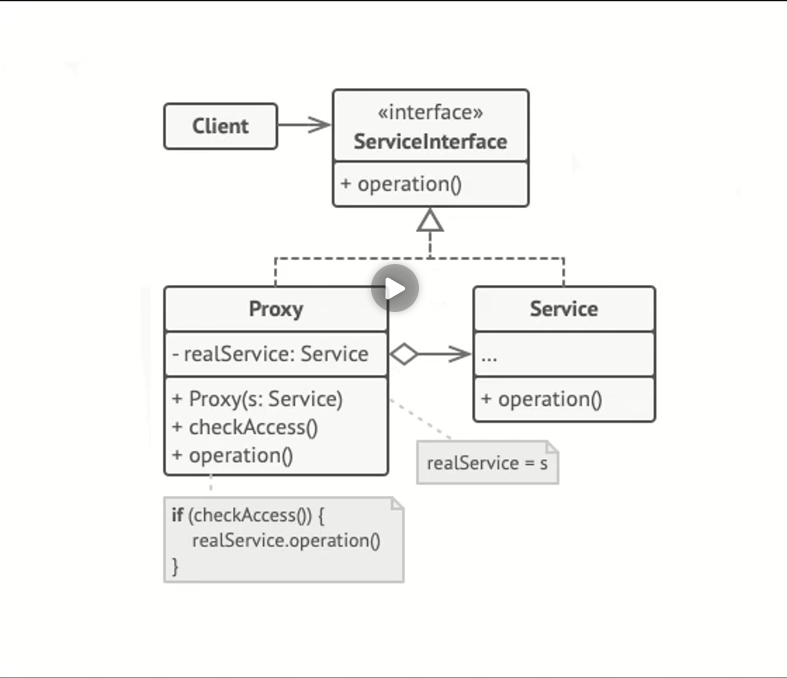 Client
«interface»
ServiceInterface
+ operation()
Proxy
- realService: Service
+ Proxy(s: Service)
+ checkAccess()
+ operation()
Service
...
+ operation()
realService = s
if (checkAccess()) {
realService.operation()
}